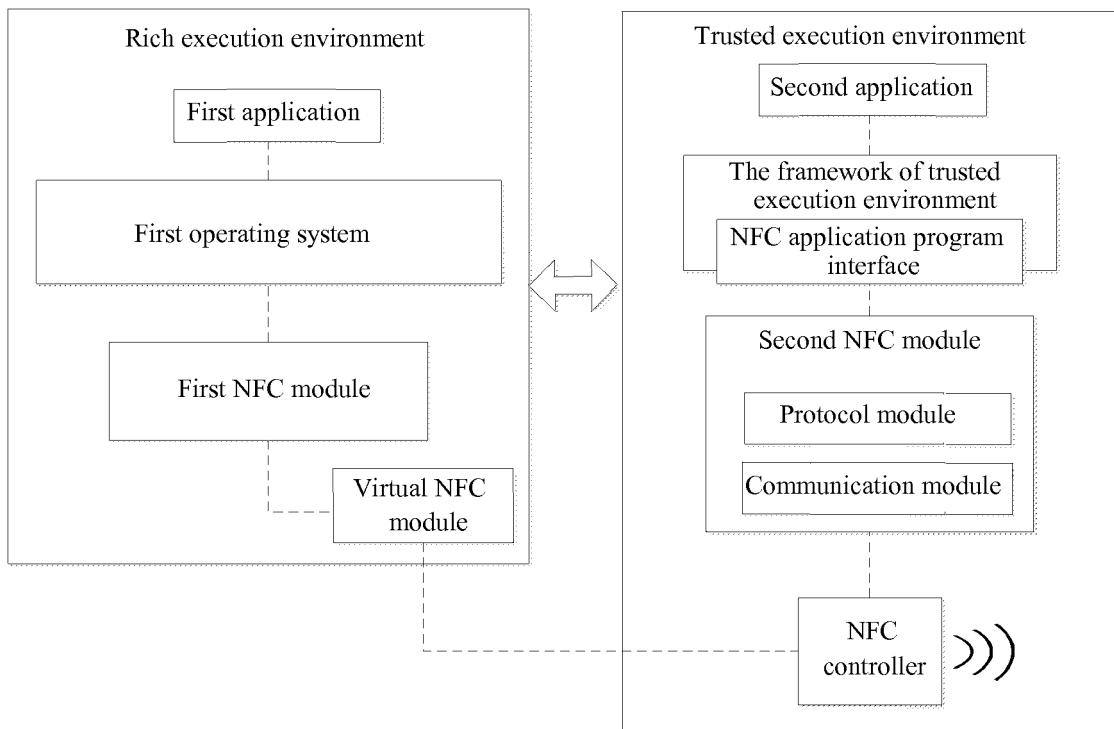 Rich execution environment
First application
First operating system
First NFC module
Virtual NFC
module
Trusted execution environment
Second application
The framework of trusted
execution environment
NFC application program
interface
Second NFC module
Protocol module
Communication module
NFC
controller